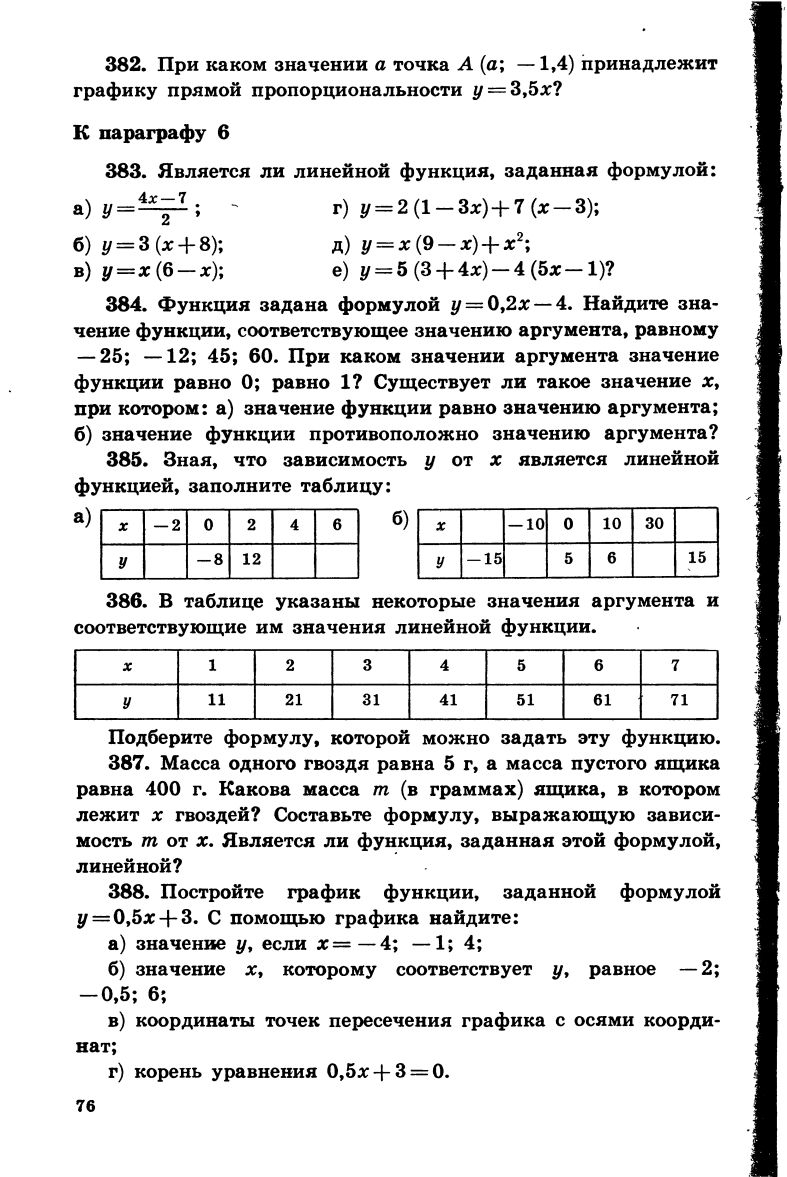 382. При каком значении a точка A (a; —1,4) принадлежит
графику прямой пропорциональности y=3,5x?
К параграфу 6
383. Является ли линейной функция, заданная формулой:
а) y=(4x—7)/2; г) y=2(1—3x)+7(x—3);
б) y=3(x+8); д) y=x(9—x)+x²;
в) y=x(6—x); е) y=5(3+4x)—4(5x—1)?
384. Функция задана формулой y=0,2x—4. Найдите зна-
чение функции, соответствующее значению аргумента, равному
—25; —12; 45; 60. При каком значении аргумента значение
функции равно 0; равно 1? Существует ли такое значение x,
при котором: а) значение функции равно значению аргумента;
б) значение функции противоположно значению аргумента?
385. Зная, что зависимость y от x является линейной
функцией, заполните таблицу:
а) x —2 0 2 4 6 б) x —10 0 10 30
y —8 12 y —15 5 6 15
386. В таблице указаны некоторые значения аргумента и
соответствующие им значения линейной функции.
x 1 2 3 4 5 6 7
y 11 21 31 41 51 61 71
Подберите формулу, которой можно задать эту функцию.
387. Масса одного гвоздя равна 5 г, а масса пустого ящика
равна 400 г. Какова масса m (в граммах) ящика, в котором
лежит x гвоздей? Составьте формулу, выражающую зависи-
мость m от x. Является ли функция, заданная этой формулой,
линейной?
388. Постройте график функции, заданной формулой
y=0,5x+3. С помощью графика найдите:
а) значение y, если x= —4; —1; 4;
б) значение x, которому соответствует y, равное —2;
—0,5; 6;
в) координаты точек пересечения графика с осями коорди-
нат;
г) корень уравнения 0,5x+3=0.
76